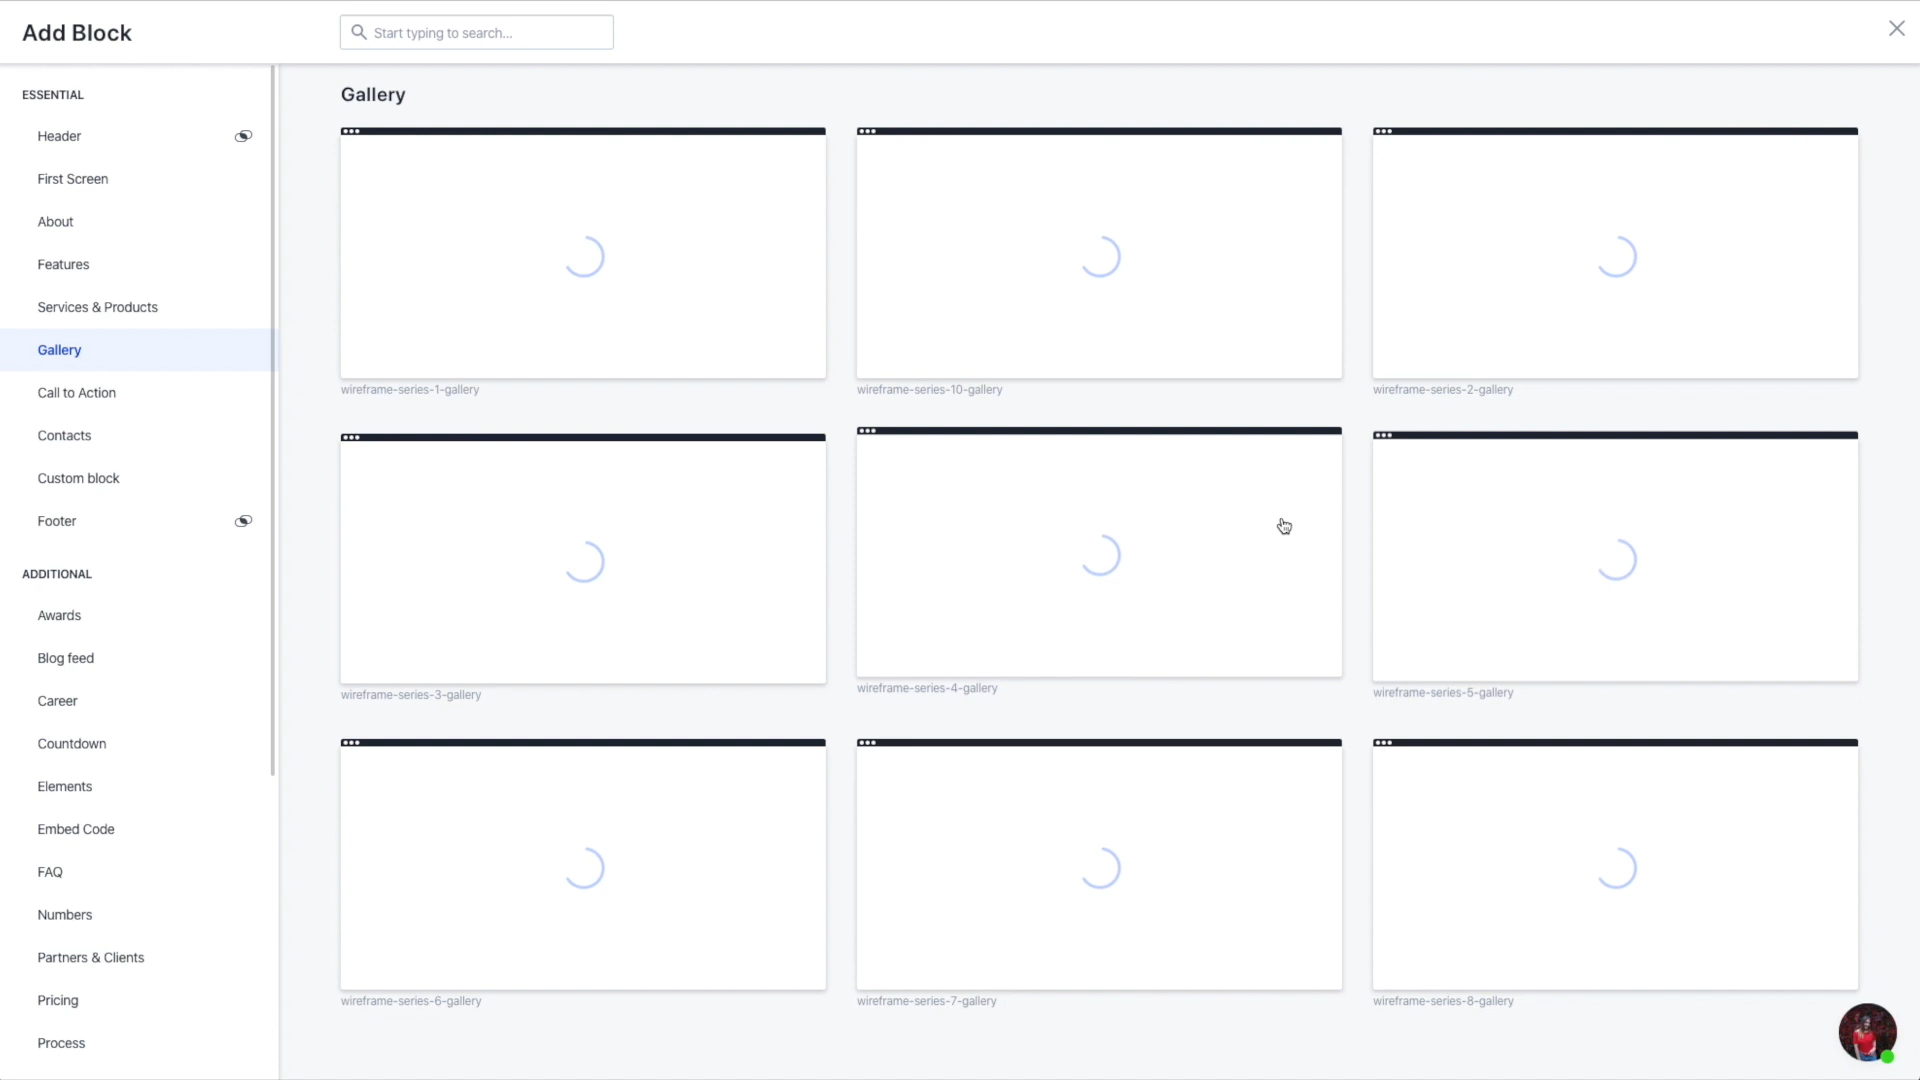 Add Block
Start typing to search...
ESSENTIAL
Header
First Screen
About
Features
Services & Products
Gallery
Call to Action
Contacts
Custom block
Footer
ADDITIONAL
Awards
Blog feed
Career
Countdown
Elements
Embed Code
FAQ
Numbers
Partners & Clients
Pricing
Process
Gallery
wireframe-series-1-gallery
wireframe-series-10-gallery
wireframe-series-2-gallery
wireframe-series-3-gallery
wireframe-series-4-gallery
wireframe-series-5-gallery
wireframe-series-6-gallery
wireframe-series-7-gallery
wireframe-series-8-gallery